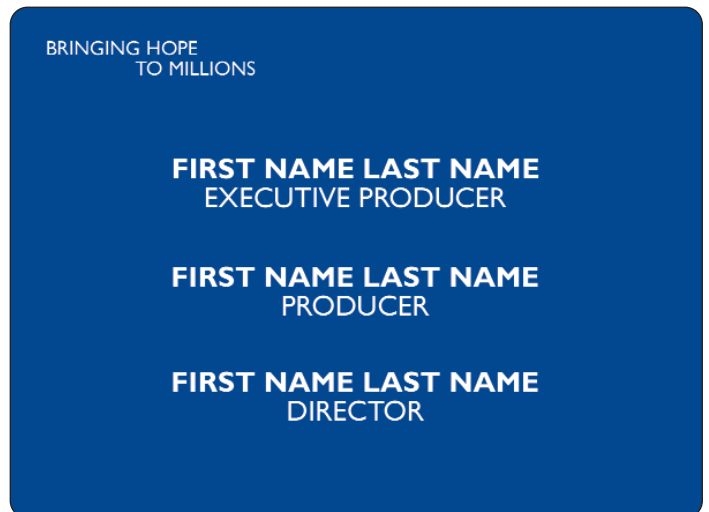 BRINGING HOPE
TO MILLIONS
FIRST NAME LAST NAME
EXECUTIVE PRODUCER
FIRST NAME LAST NAME
PRODUCER
FIRST NAME LAST NAME
DIRECTOR